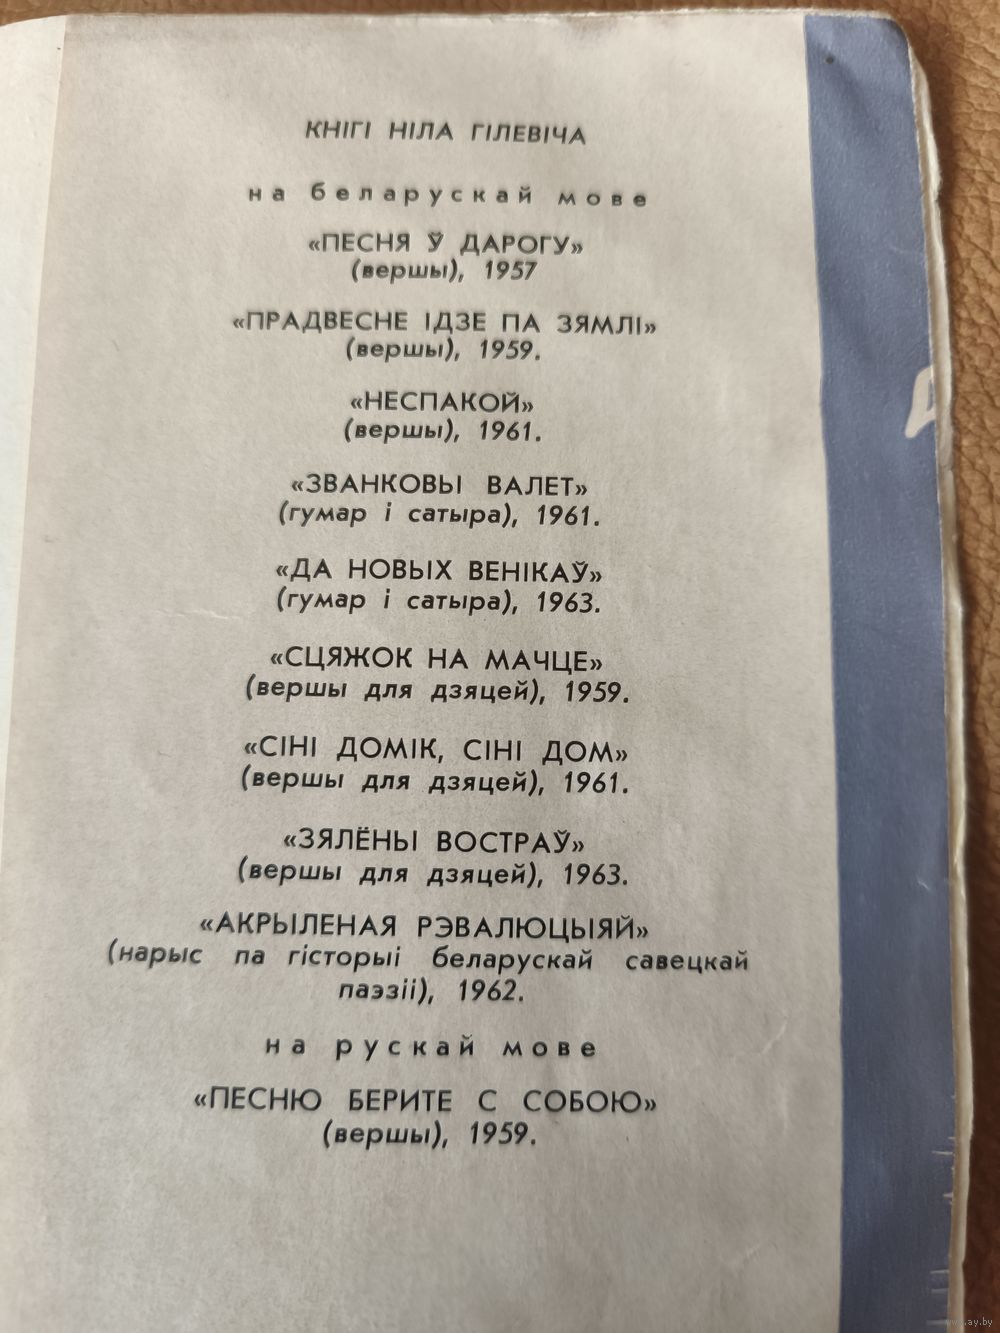 КНІГІ НІЛА ГІЛЕВІЧА
на беларускай мове
«ПЕСНЯ Ў ДАРОГУ»
(вершы), 1957
«ПРАДВЕСНЕ ІДЗЕ ПА ЗЯМЛІ»
(вершы), 1959.
«НЕСПАКОЙ»
(вершы), 1961.
«ЗВАНКОВЫ ВАЛЕТ»
(гумар і сатыра), 1961.
«ДА НОВЫХ ВЕНІКАЎ»
(гумар і сатыра), 1963.
«СЦЯЖОК НА МАЧЦЕ»
(вершы для дзяцей), 1959.
«СІНІ ДОМІК, СІНІ ДОМ»
(вершы для дзяцей), 1961.
«ЗЯЛЁНЫ ВОСТРАЎ»
(вершы для дзяцей), 1963.
«АКРЫЛЕНАЯ РЭВАЛЮЦЫЯЙ»
(нарыс па гісторыі беларускай савецкай
паэзіі), 1962.
на рускай мове
«ПЕСНЮ БЕРИТЕ С СОБОЮ»
(вершы), 1959.
www.ay.by